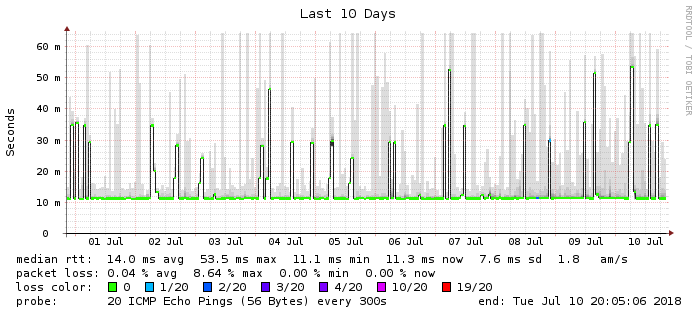 Last 10 Days
RRDTOOL / TOBI OETIKER
Seconds
60 m
50 m
40 m
30 m
20 m
10 m
0
01 Jul 02 Jul 03 Jul 04 Jul 05 Jul 06 Jul 07 Jul 08 Jul 09 Jul 10 Jul
median rtt: 14.0 ms avg 53.5 ms max 11.1 ms min 11.3 ms now 7.6 ms sd 1.8 am/s
packet loss: 0.04 % avg 8.64 % max 0.00 % min 0.00 % now
loss color: 0 1/20 2/20 3/20 4/20 10/20 19/20
probe: 20 ICMP Echo Pings (56 Bytes) every 300s end: Tue Jul 10 20:05:06 2018